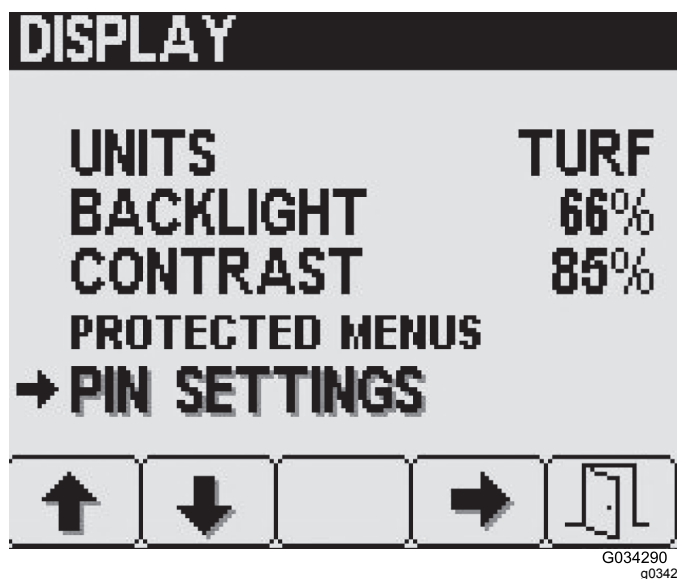 DISPLAY
UNITS TURF
BACKLIGHT 66%
CONTRAST 85%
PROTECTED MENUS
PIN SETTINGS
G034290
g0342